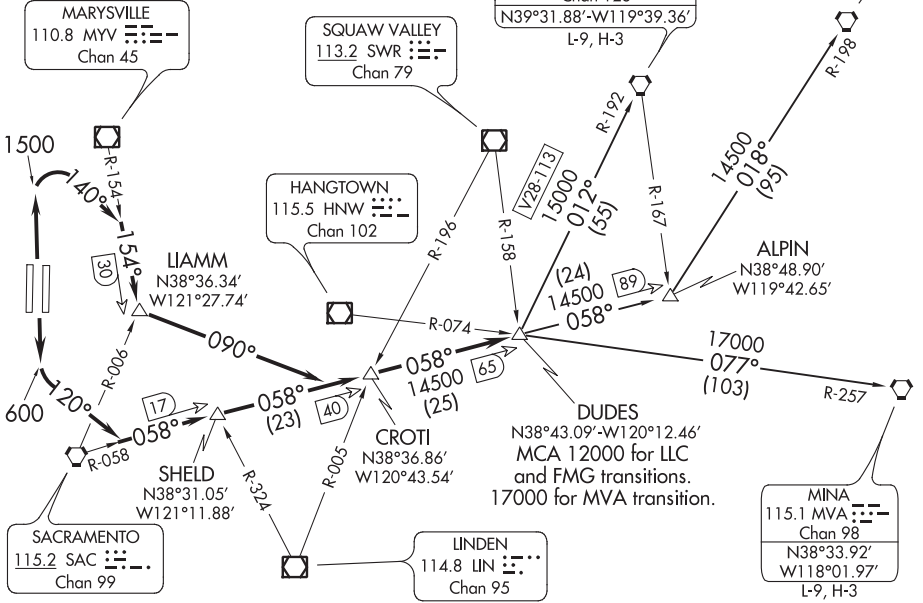 MARYSVILLE
110.8 MYV
Chan 45
SQUAW VALLEY
113.2 SWR
Chan 79
N39°31.88'-W119°39.36'
L-9, H-3
R-198
R-192
1500
R-154
140°
HANGTOWN
115.5 HNW
Chan 102
V28-113
15000
012°
(55)
R-167
14500
018°
(95)
R-196
R-158
154°
30
LIAMM
N38°36.34'
W121°27.74'
ALPIN
N38°48.90'
W119°42.65'
(24)
14500
89
058°
R-074
090°
R-006
058°
14500
(25)
65
17000
077°
(103)
R-257
600
120°
17
058°
058°
(23)
40
R-058
SHELD
N38°31.05'
W121°11.88'
R-324
R-005
CROTI
N38°36.86'
W120°43.54'
DUDES
N38°43.09'-W120°12.46'
MCA 12000 for LLC
and FMG transitions.
17000 for MVA transition.
SACRAMENTO
115.2 SAC
Chan 99
LINDEN
114.8 LIN
Chan 95
MINA
115.1 MVA
Chan 98
N38°33.92'
W118°01.97'
L-9, H-3